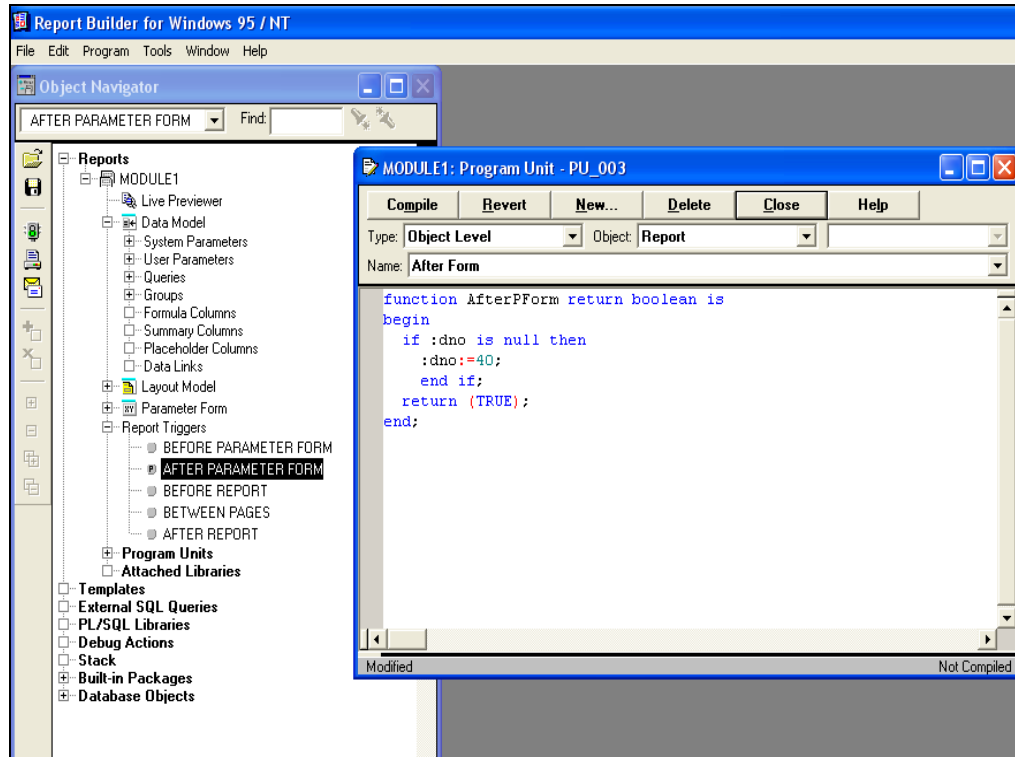 Report Builder for Windows 95 / NT
File Edit Program Tools Window Help
Object Navigator
AFTER PARAMETER FORM Find:
Reports
MODULE1
Live Previewer
Data Model
System Parameters
User Parameters
Queries
Groups
Formula Columns
Summary Columns
Placeholder Columns
Data Links
Layout Model
Parameter Form
Report Triggers
BEFORE PARAMETER FORM
AFTER PARAMETER FORM
BEFORE REPORT
BETWEEN PAGES
AFTER REPORT
Program Units
Attached Libraries
Templates
External SQL Queries
PL/SQL Libraries
Debug Actions
Stack
Built-in Packages
Database Objects
MODULE1: Program Unit - PU_003
Compile Revert New... Delete Close Help
Type: Object Level Object: Report
Name: After Form
function AfterPForm return boolean is
begin
if :dno is null then
:dno:=40;
end if;
return (TRUE);
end;
Modified Not Compiled